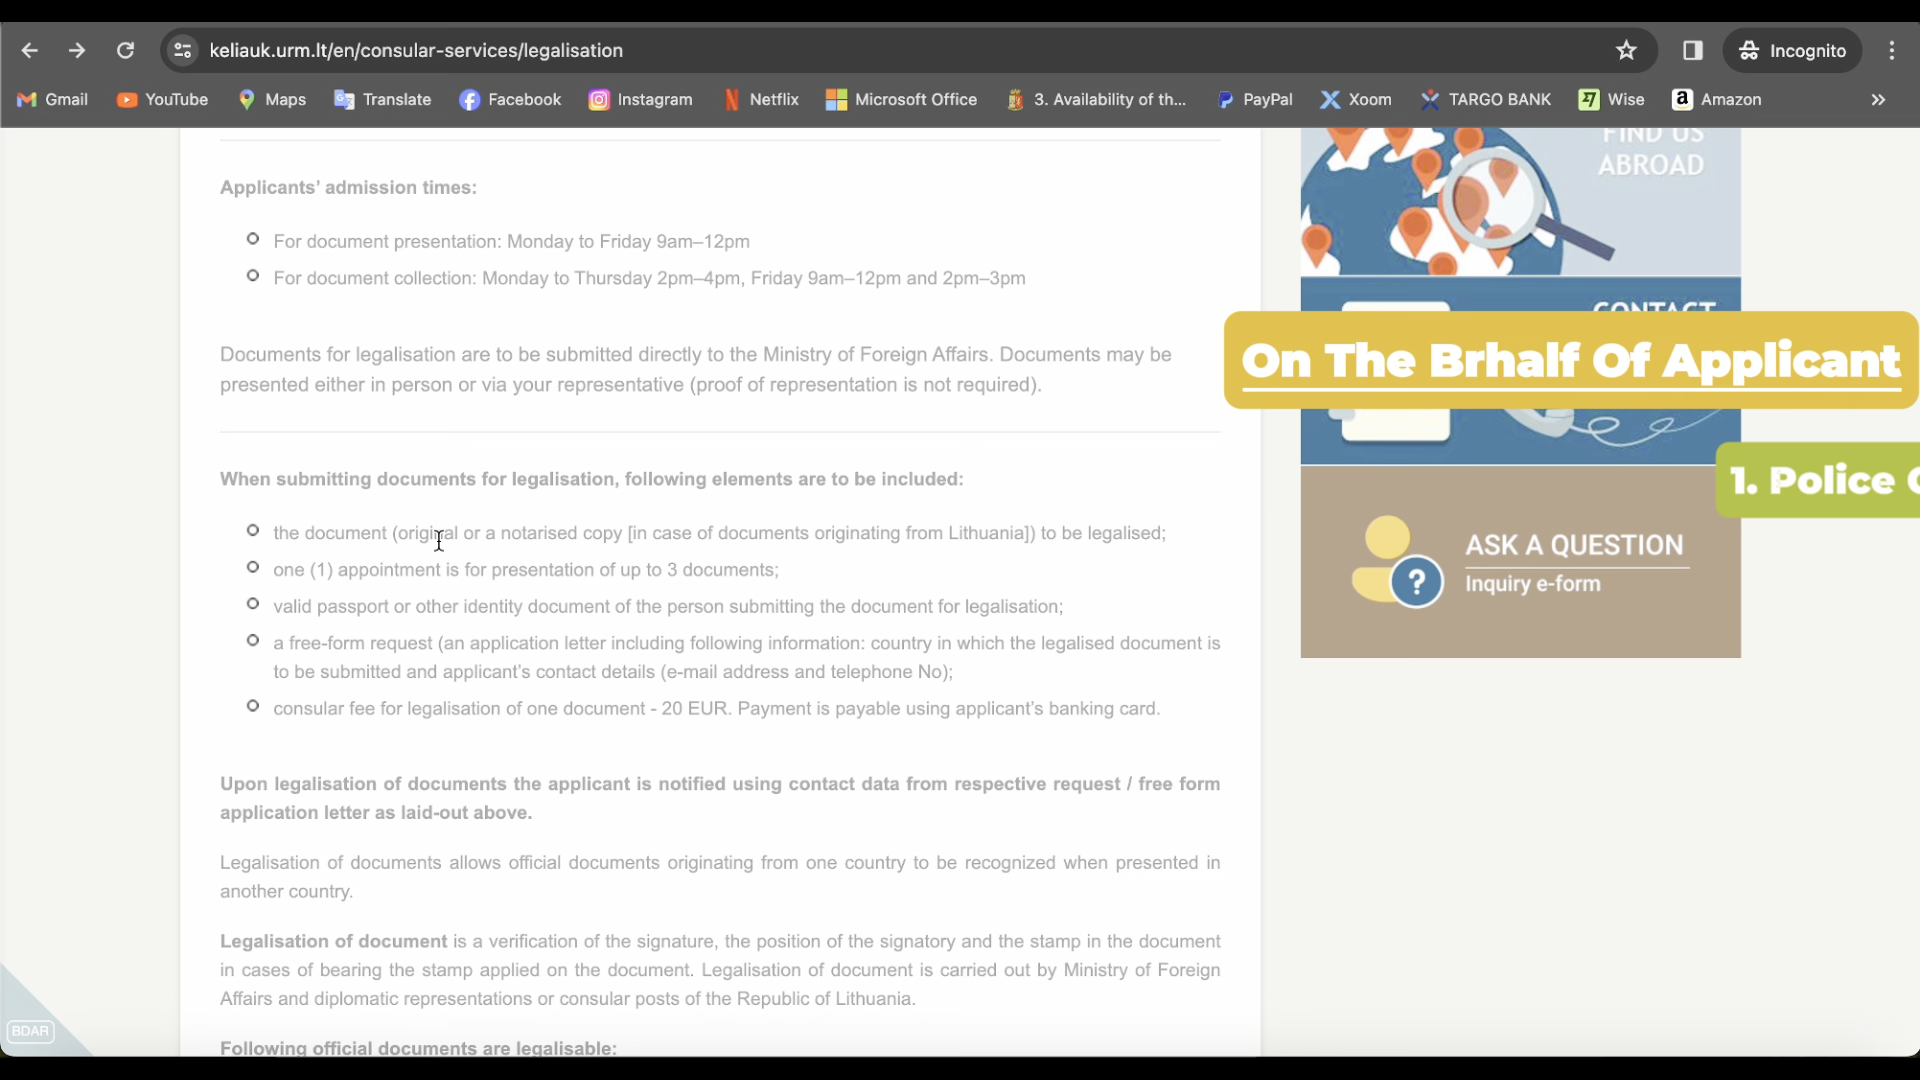 keliauk.urm.lt/en/consular-services/legalisation
Incognito
Gmail
YouTube
Maps
Translate
Facebook
Instagram
Netflix
Microsoft Office
3. Availability of th...
PayPal
Xoom
TARGO BANK
Wise
Amazon
Applicants' admission times:
For document presentation: Monday to Friday 9am–12pm
For document collection: Monday to Thursday 2pm–4pm, Friday 9am–12pm and 2pm–3pm
Documents for legalisation are to be submitted directly to the Ministry of Foreign Affairs. Documents may be
presented either in person or via your representative (proof of representation is not required).
When submitting documents for legalisation, following elements are to be included:
the document (original or a notarised copy [in case of documents originating from Lithuania]) to be legalised;
one (1) appointment is for presentation of up to 3 documents;
valid passport or other identity document of the person submitting the document for legalisation;
a free-form request (an application letter including following information: country in which the legalised document is
to be submitted and applicant's contact details (e-mail address and telephone No);
consular fee for legalisation of one document - 20 EUR. Payment is payable using applicant's banking card.
Upon legalisation of documents the applicant is notified using contact data from respective request / free form
application letter as laid-out above.
Legalisation of documents allows official documents originating from one country to be recognized when presented in
another country.
Legalisation of document is a verification of the signature, the position of the signatory and the stamp in the document
in cases of bearing the stamp applied on the document. Legalisation of document is carried out by Ministry of Foreign
Affairs and diplomatic representations or consular posts of the Republic of Lithuania.
Following official documents are legalisable:
BDAR
FIND US
ABROAD
CONTACT
On The Brhalf Of Applicant
1. Police
ASK A QUESTION
Inquiry e-form